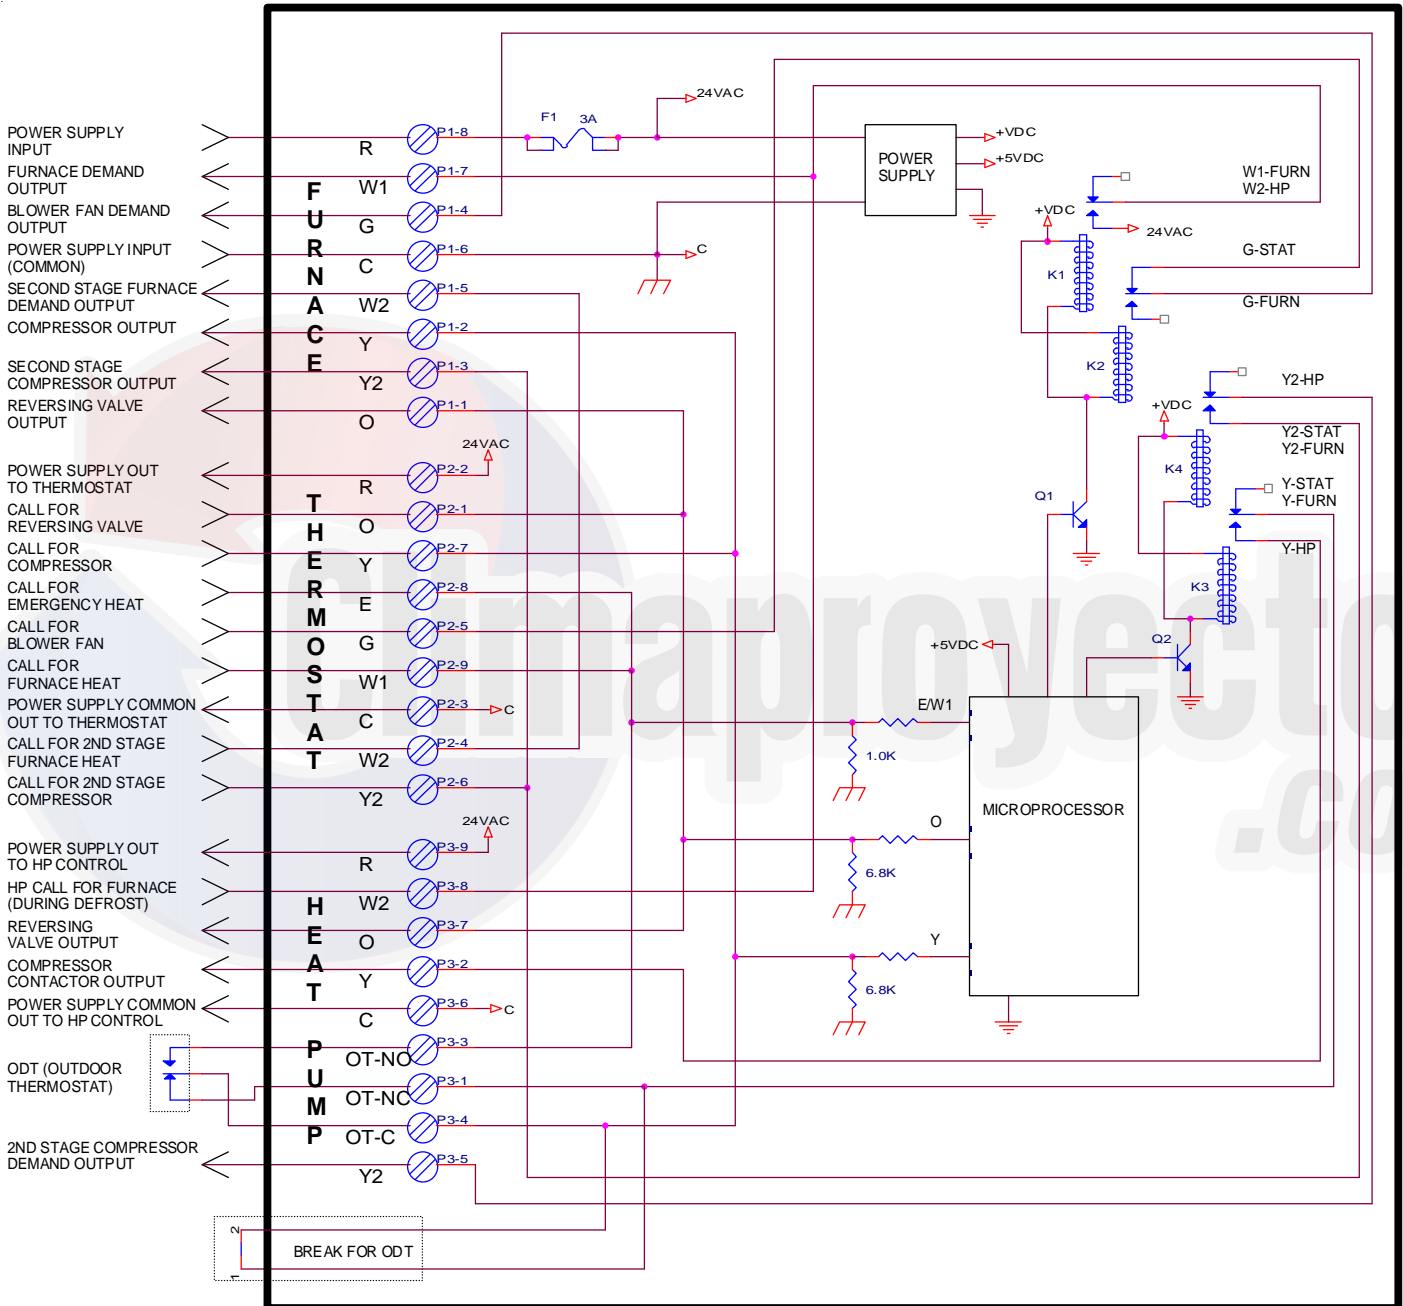 24VAC
F1 3A
POWER SUPPLY
INPUT
R
P1-8
POWER
SUPPLY
+VDC
+5VDC
FURNACE DEMAND
OUTPUT
W1
P1-7
BLOWER FAN DEMAND
OUTPUT
G
P1-4
POWER SUPPLY INPUT
(COMMON)
C
P1-6
C
SECOND STAGE FURNACE
DEMAND OUTPUT
W2
P1-5
COMPRESSOR OUTPUT
Y
P1-2
SECOND STAGE
COMPRESSOR OUTPUT
Y2
P1-3
REVERSING VALVE
OUTPUT
O
P1-1
FURNACE
W1-FURN
W2-HP
+VDC
24VAC
K1
G-STAT
G-FURN
K2
Y2-HP
+VDC
Y2-STAT
Y2-FURN
K4
Y-STAT
Y-FURN
Y-HP
K3
Q1
Q2
24VAC
POWER SUPPLY OUT
TO THERMOSTAT
R
P2-2
CALL FOR
REVERSING VALVE
O
P2-1
CALL FOR
COMPRESSOR
Y
P2-7
CALL FOR
EMERGENCY HEAT
E
P2-8
CALL FOR
BLOWER FAN
G
P2-5
CALL FOR
FURNACE HEAT
W1
P2-9
POWER SUPPLY COMMON
OUT TO THERMOSTAT
C
P2-3
C
CALL FOR 2ND STAGE
FURNACE HEAT
W2
P2-4
CALL FOR 2ND STAGE
COMPRESSOR
Y2
P2-6
THERMOSTAT
Climaproyecto
.co
+5VDC
E/W1
1.0K
MICROPROCESSOR
O
6.8K
Y
6.8K
24VAC
POWER SUPPLY OUT
TO HP CONTROL
R
P3-9
HP CALL FOR FURNACE
(DURING DEFROST)
W2
P3-8
REVERSING
VALVE OUTPUT
O
P3-7
COMPRESSOR
CONTACTOR OUTPUT
Y
P3-2
POWER SUPPLY COMMON
OUT TO HP CONTROL
C
P3-6
C
ODT (OUTDOOR
THERMOSTAT)
OT-NO
P3-3
OT-NC
P3-1
OT-C
P3-4
2ND STAGE COMPRESSOR
DEMAND OUTPUT
Y2
P3-5
HEAT PUMP
2
1
BREAK FOR ODT